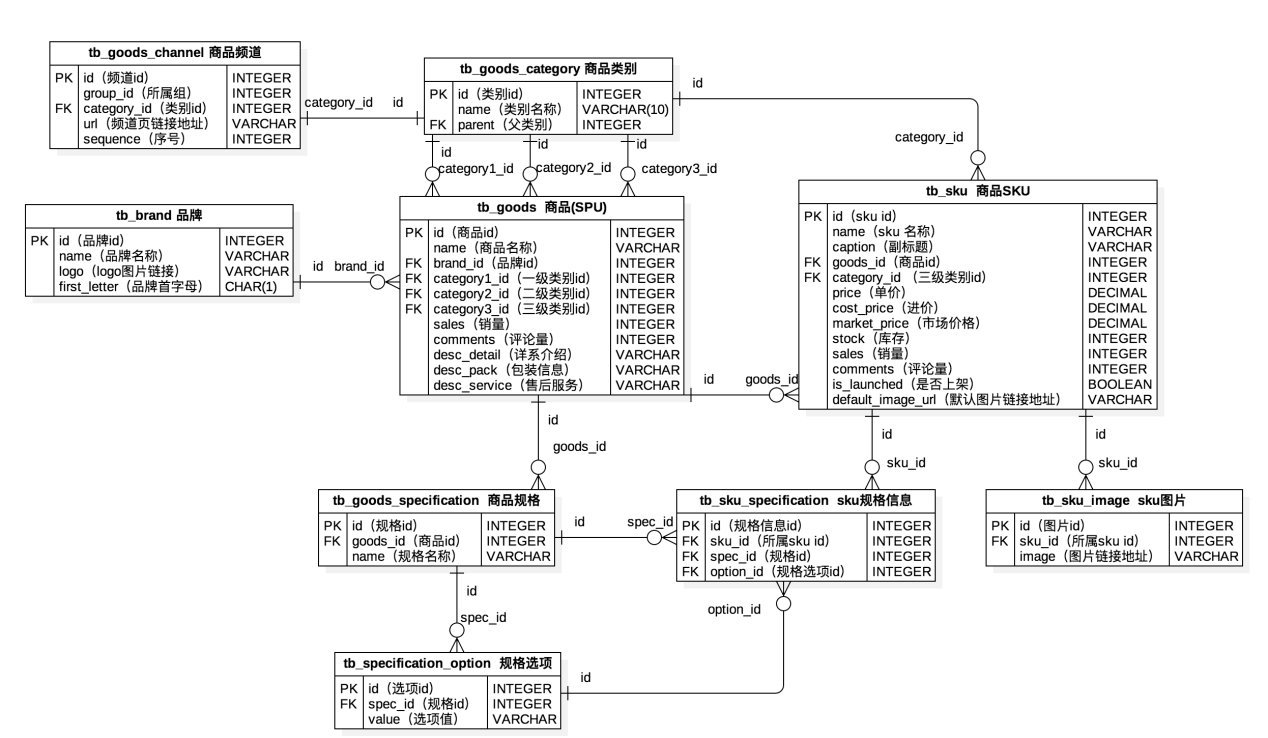 tb_goods_channel 商品频道
PK id（频道id） INTEGER
group_id（所属组） INTEGER
FK category_id（类别id） INTEGER
url（频道页链接地址） VARCHAR
sequence（序号） INTEGER
category_id id
tb_goods_category 商品类别
PK id（类别id） INTEGER
name（类别名称） VARCHAR(10)
FK parent（父类别） INTEGER
id
category_id
id
category1_id
id
category2_id
id
category3_id
tb_brand 品牌
PK id（品牌id） INTEGER
name（品牌名称） VARCHAR
logo（logo图片链接） VARCHAR
first_letter（品牌首字母） CHAR(1)
id brand_id
tb_goods 商品(SPU)
PK id（商品id） INTEGER
name（商品名称） VARCHAR
FK brand_id（品牌id） INTEGER
FK category1_id（一级类别id） INTEGER
FK category2_id（二级类别id） INTEGER
FK category3_id（三级类别id） INTEGER
sales（销量） INTEGER
comments（评论量） INTEGER
desc_detail（详系介绍） VARCHAR
desc_pack（包装信息） VARCHAR
desc_service（售后服务） VARCHAR
id goods_id
tb_sku 商品SKU
PK id（sku id） INTEGER
name（sku 名称） VARCHAR
caption（副标题） VARCHAR
FK goods_id（商品id） INTEGER
FK category_id（三级类别id） INTEGER
price（单价） DECIMAL
cost_price（进价） DECIMAL
market_price（市场价格） DECIMAL
stock（库存） INTEGER
sales（销量） INTEGER
comments（评论量） INTEGER
is_launched（是否上架） BOOLEAN
default_image_url（默认图片链接地址） VARCHAR
id
goods_id
id
sku_id
id
sku_id
tb_goods_specification 商品规格
PK id（规格id） INTEGER
FK goods_id（商品id） INTEGER
name（规格名称） VARCHAR
id spec_id
tb_sku_specification sku规格信息
PK id（规格信息id） INTEGER
FK sku_id（所属sku id） INTEGER
FK spec_id（规格id） INTEGER
FK option_id（规格选项id） INTEGER
tb_sku_image sku图片
PK id（图片id） INTEGER
FK sku_id（所属sku id） INTEGER
image（图片链接地址） VARCHAR
id
spec_id
option_id
tb_specification_option 规格选项
PK id（选项id） INTEGER
FK spec_id（规格id） INTEGER
value（选项值） VARCHAR
id